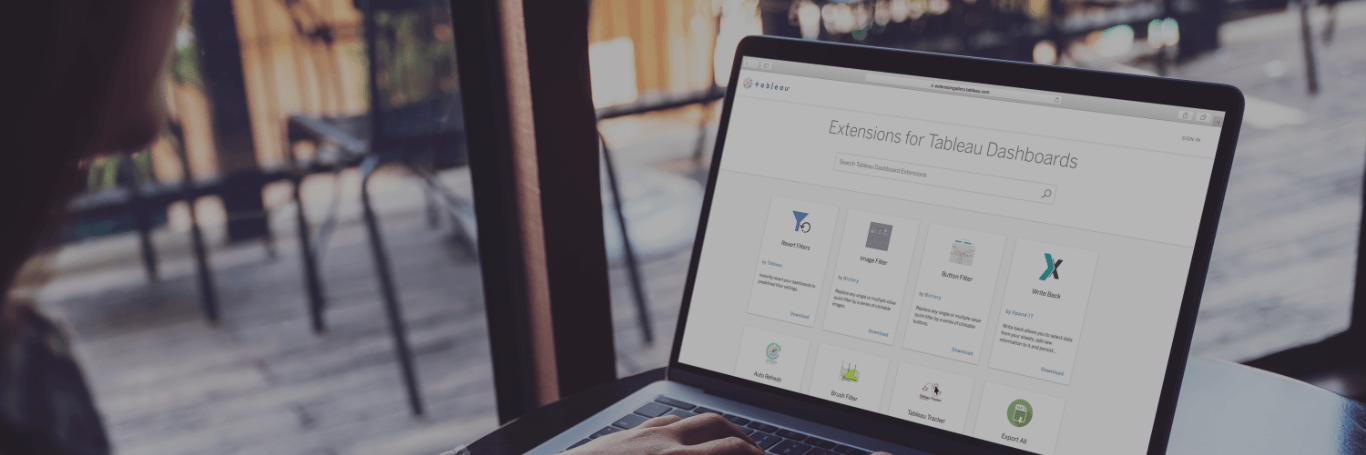 +ableau
extensiongallery.tableau.com
SIGN IN
Extensions for Tableau Dashboards
Search Tableau Dashboard Extensions
Revert Filters
by Tableau
Instantly revert your dashboards to
predefined filter settings.
Download
Image Filter
by Biztory
Replace any single or multiple value
quick filter by a series of clickable
images.
Download
Button Filter
by Biztory
Replace any single or multiple value
quick filter by a series of clickable
buttons.
Download
Write Back
by Xpand IT
Write back allows you to select data
from your sheets, add new
information to it and persist...
Download
Auto Refresh
Brush Filter
Tableau Tracker
Export All